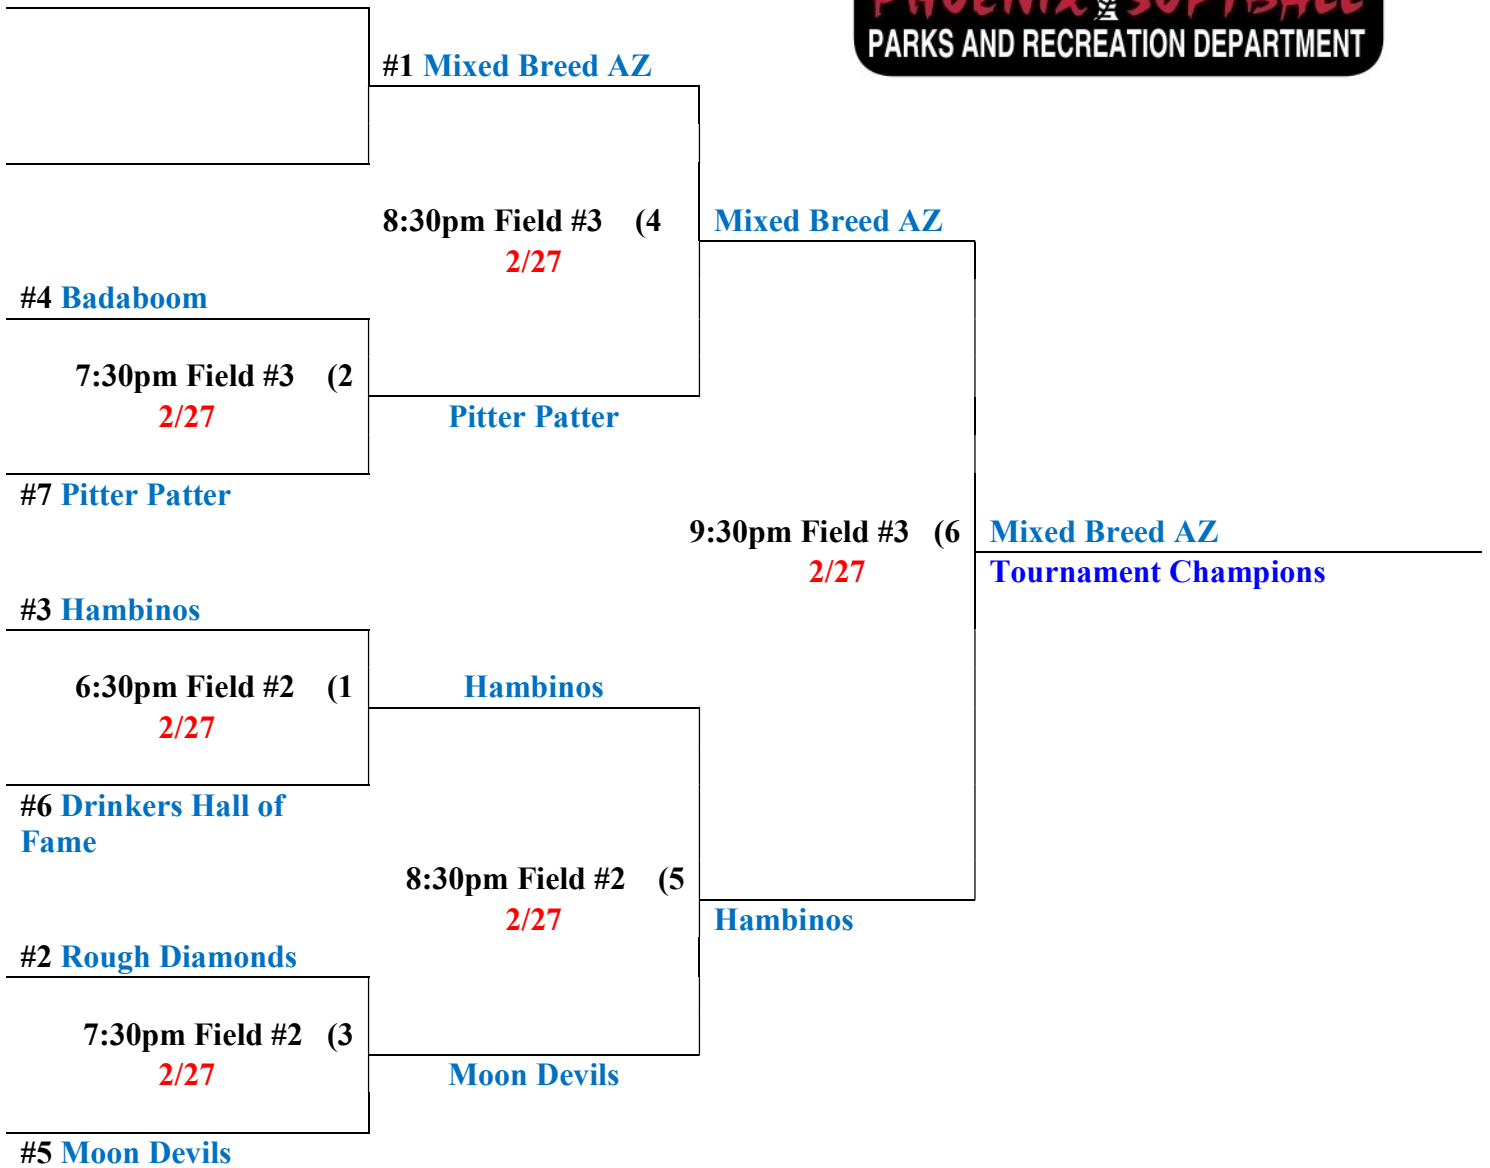 PHOENIX SOFTBALL
PARKS AND RECREATION DEPARTMENT
#1 Mixed Breed AZ
8:30pm Field #3 (4
2/27
Mixed Breed AZ
#4 Badaboom
7:30pm Field #3 (2
2/27
Pitter Patter
#7 Pitter Patter
9:30pm Field #3 (6
2/27
Mixed Breed AZ
Tournament Champions
#3 Hambinos
6:30pm Field #2 (1
2/27
Hambinos
#6 Drinkers Hall of
Fame
8:30pm Field #2 (5
2/27
Hambinos
#2 Rough Diamonds
7:30pm Field #2 (3
2/27
Moon Devils
#5 Moon Devils